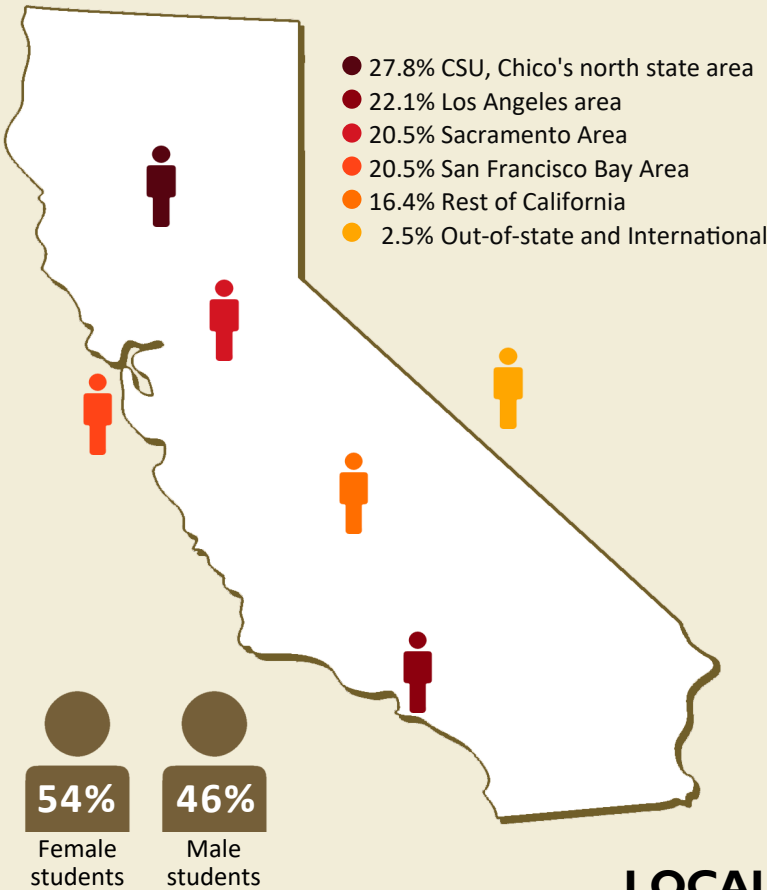 27.8% CSU, Chico's north state area
22.1% Los Angeles area
20.5% Sacramento Area
20.5% San Francisco Bay Area
16.4% Rest of California
2.5% Out-of-state and International
54%
Female
students
46%
Male
students
LOCAL